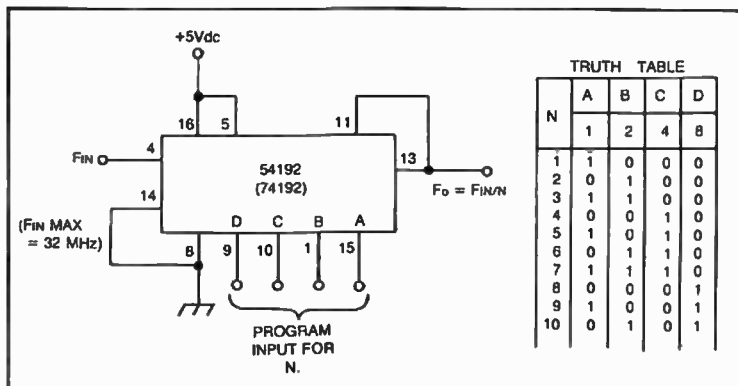 +5Vdc
16
5
11
FIN
4
14
54192
(74192)
13
Fo = FIN/N
(FIN MAX
= 32 MHz)
8
D
C
B
A
9
10
1
15
PROGRAM
INPUT FOR
N.
TRUTH TABLE
N A B C D
1 2 4 8
1 1 0 0 0
2 0 1 0 0
3 1 1 0 0
4 0 0 1 0
5 1 0 1 0
6 0 1 1 0
7 1 1 1 0
8 0 0 0 1
9 1 0 0 1
10 0 1 0 1